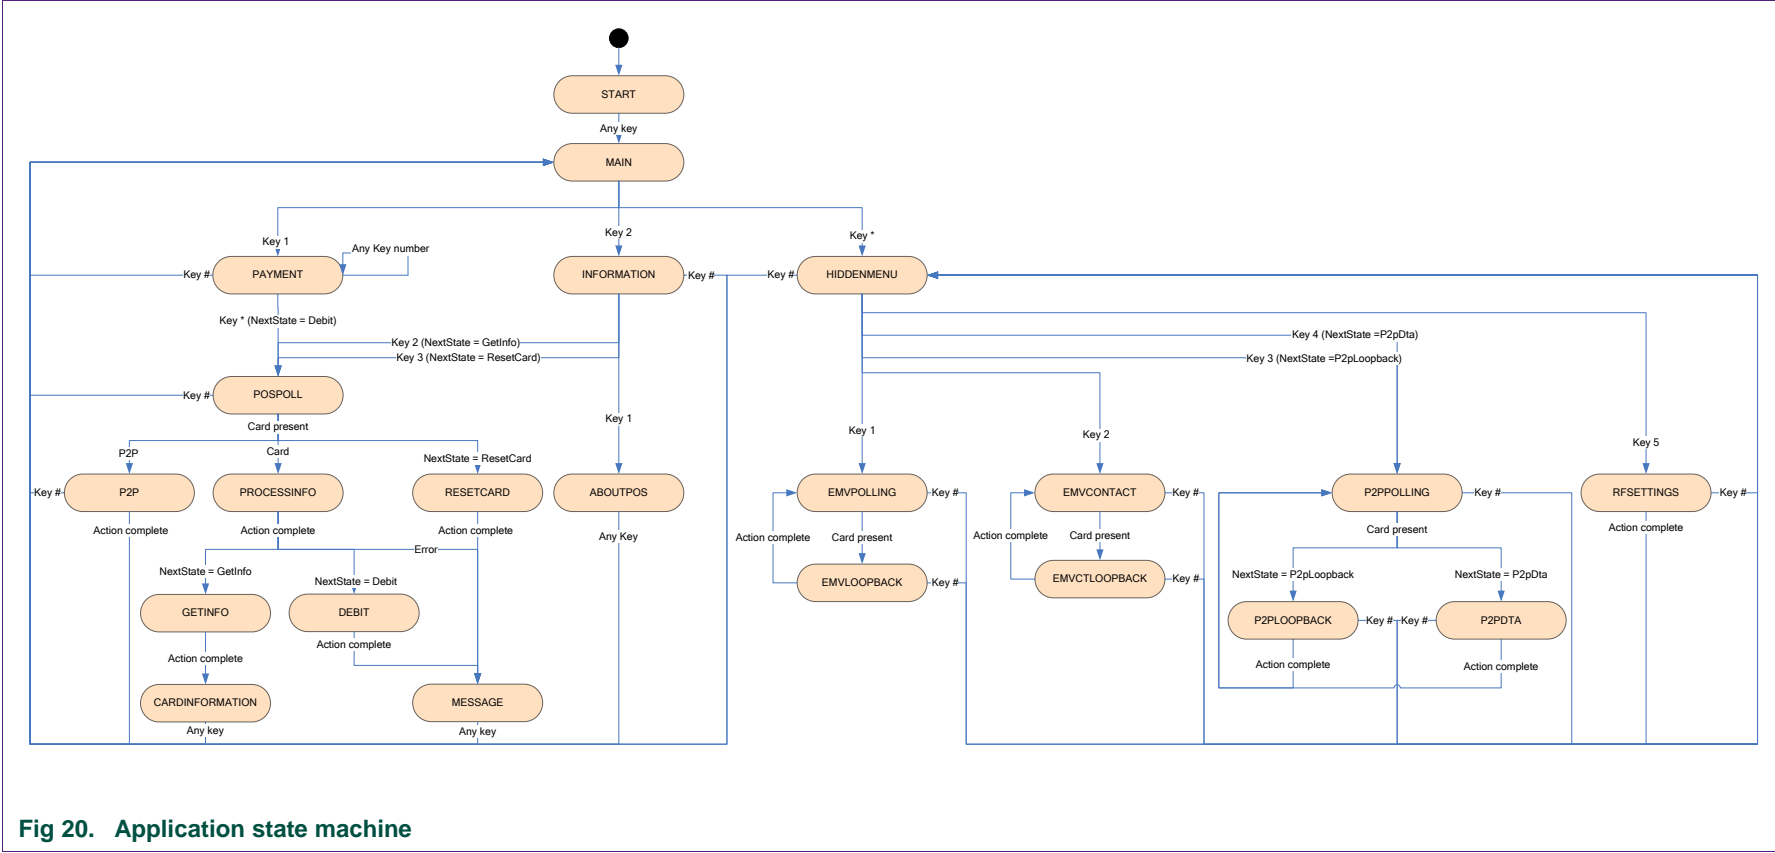 START
Any key
MAIN
Key 1
Key 2
Key *
Any Key number
Key #
PAYMENT
INFORMATION
Key #
Key #
HIDDENMENU
Key * (NextState = Debit)
Key 2 (NextState = GetInfo)
Key 3 (NextState = ResetCard)
Key 4 (NextState =P2pDta)
Key 3 (NextState =P2pLoopback)
Key #
POSPOLL
Card present
Key 1
Key 1
Key 2
Key 5
P2P
Card
NextState = ResetCard
Key #
P2P
PROCESSINFO
RESETCARD
ABOUTPOS
EMVPOLLING
Key #
EMVCONTACT
Key #
P2PPOLLING
Key #
RFSETTINGS
Key #
Action complete
Action complete
Action complete
Any Key
Action complete
Card present
Action complete
Card present
Card present
Action complete
Error
NextState = GetInfo
NextState = Debit
NextState = P2pLoopback
NextState = P2pDta
EMVLOOPBACK
Key #
EMVCTLOOPBACK
Key #
GETINFO
DEBIT
P2PLOOPBACK
Key #
Key #
P2PDTA
Action complete
Action complete
Action complete
Action complete
CARDINFORMATION
MESSAGE
Any key
Any key
Fig 20. Application state machine